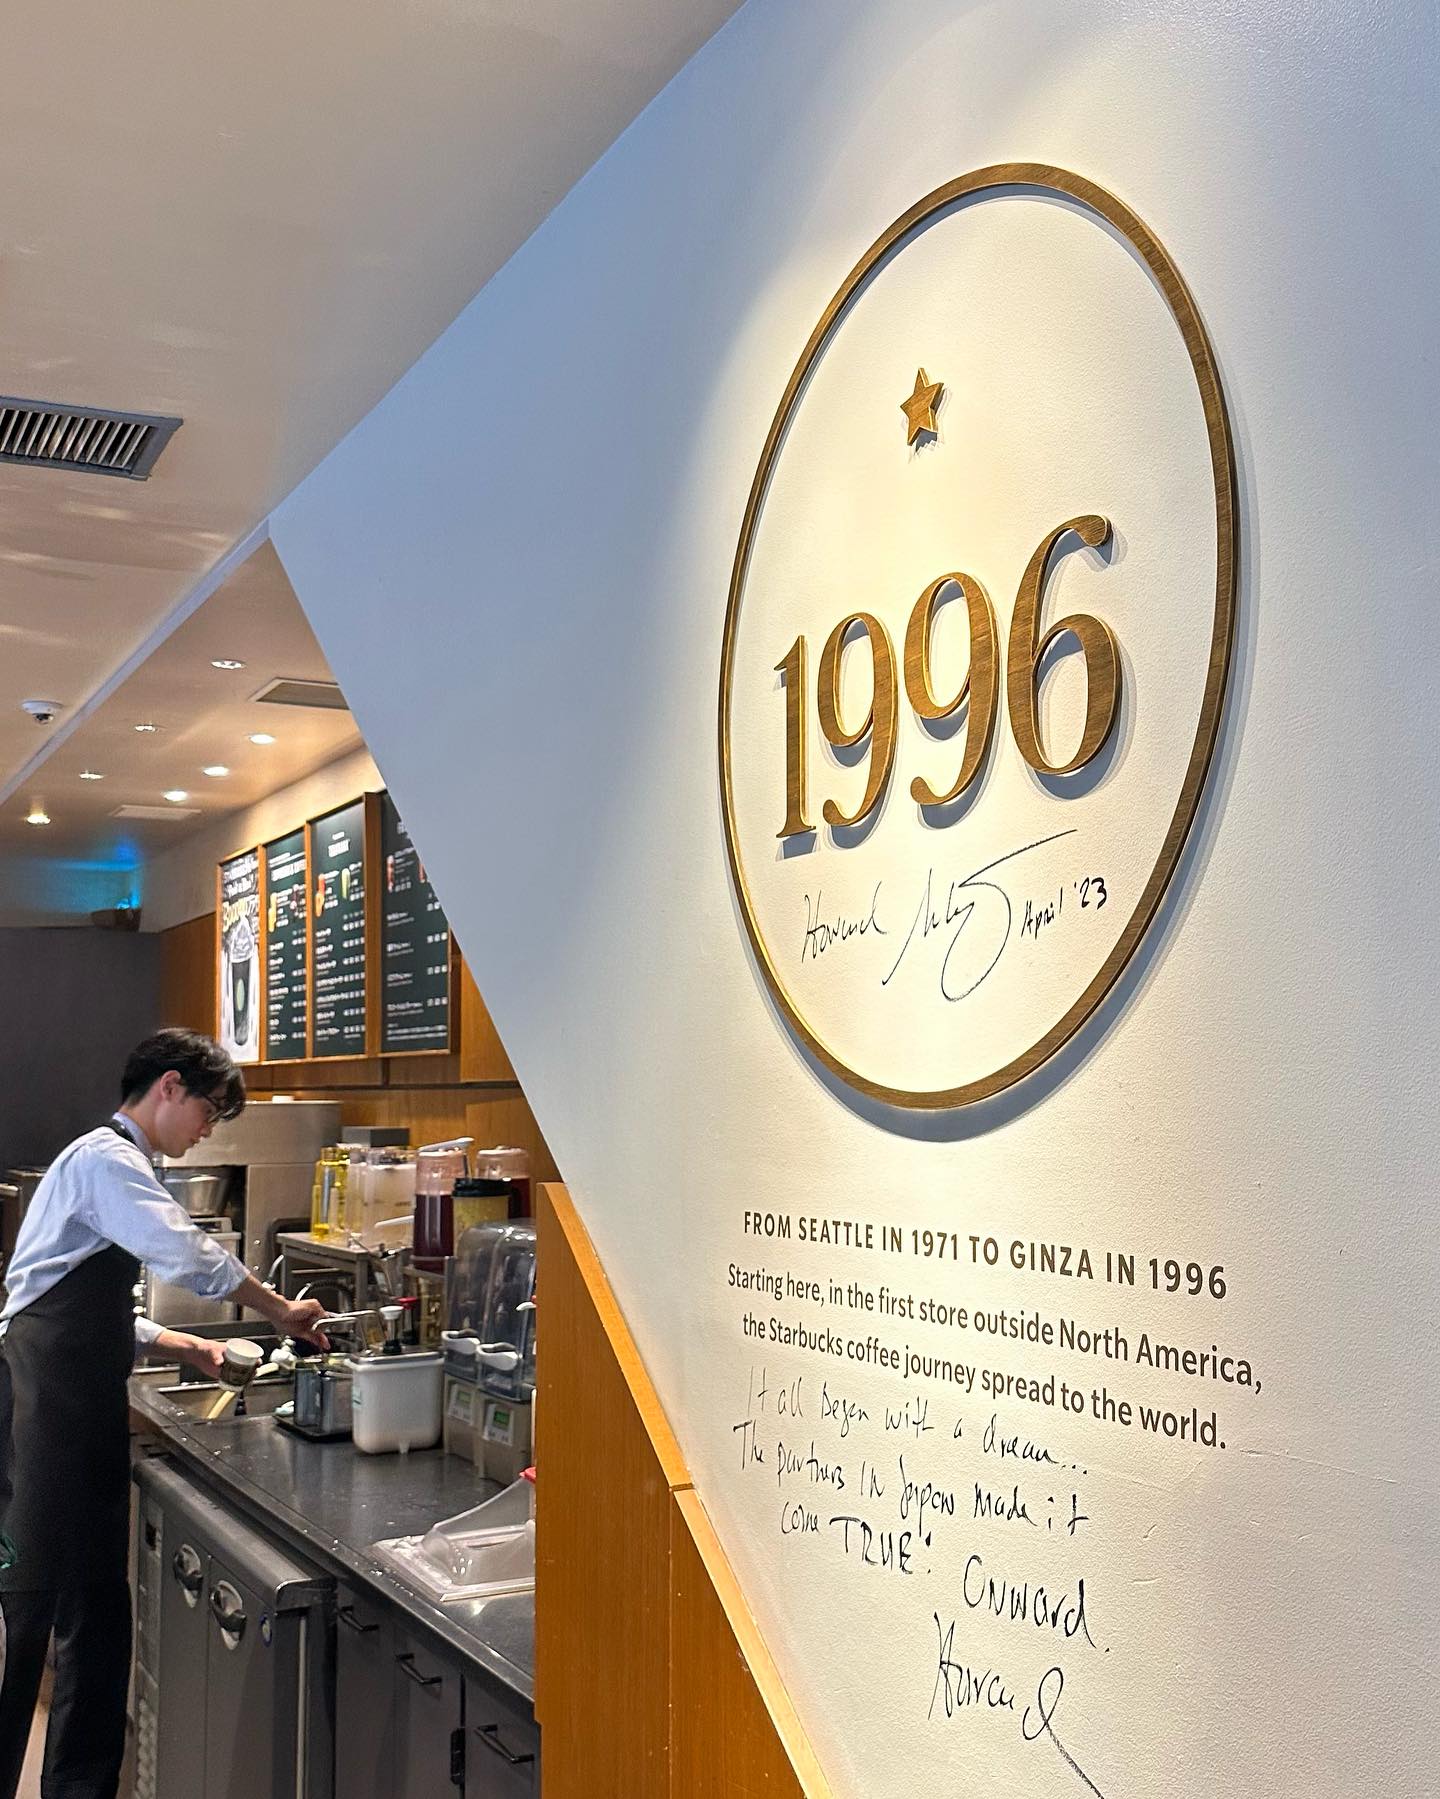 1996
Howard Schultz April '23
FROM SEATTLE IN 1971 TO GINZA IN 1996
Starting here, in the first store outside North America,
the Starbucks coffee journey spread to the world.
It all Began with a dream...
The partners in Japan made it
come TRUE!
Onward.
Howard